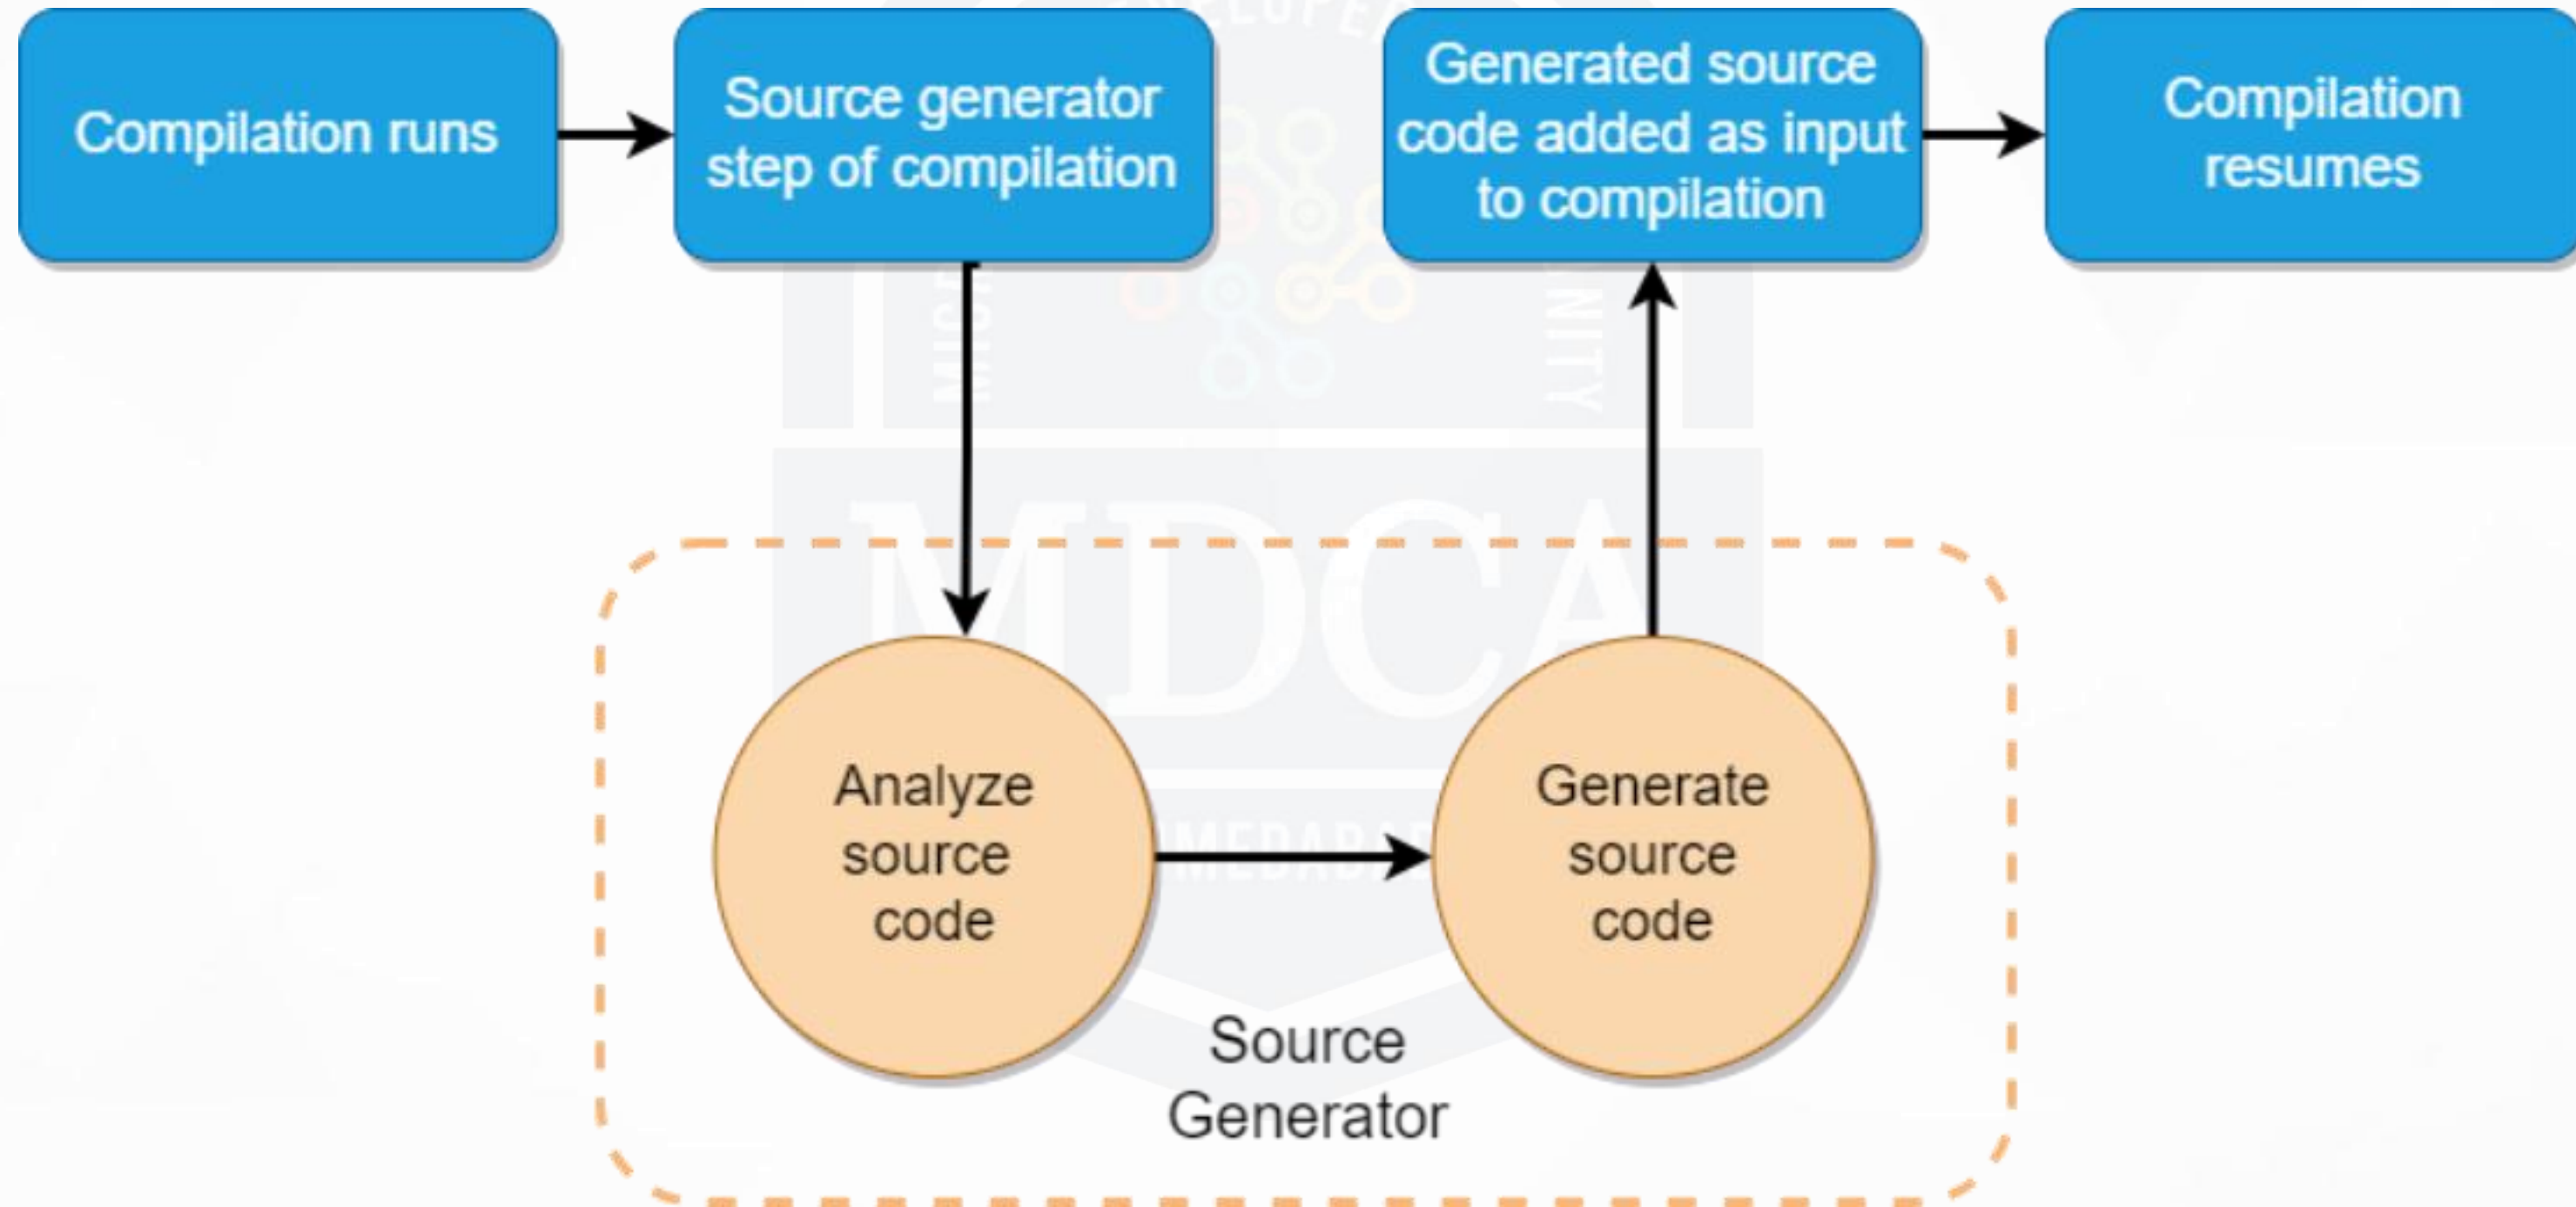 Compilation runs
Source generator
step of compilation
Generated source
code added as input
to compilation
Compilation
resumes
MDCA
Analyze
source
code
Generate
source
code
Source
Generator